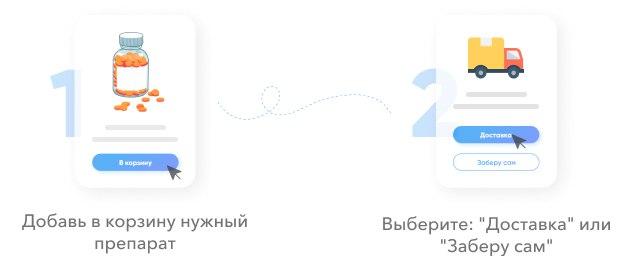 1
В корзину
Добавь в корзину нужный
препарат
2
Доставка
Заберу сам
Выберите: "Доставка" или
"Заберу сам"